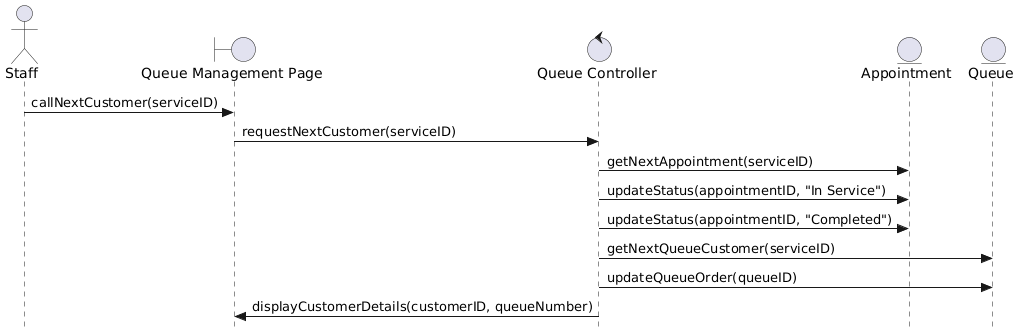 Staff
Queue Management Page
Queue Controller
Appointment
Queue
callNextCustomer(serviceID)
requestNextCustomer(serviceID)
getNextAppointment(serviceID)
updateStatus(appointmentID, "In Service")
updateStatus(appointmentID, "Completed")
getNextQueueCustomer(serviceID)
updateQueueOrder(queueID)
displayCustomerDetails(customerID, queueNumber)